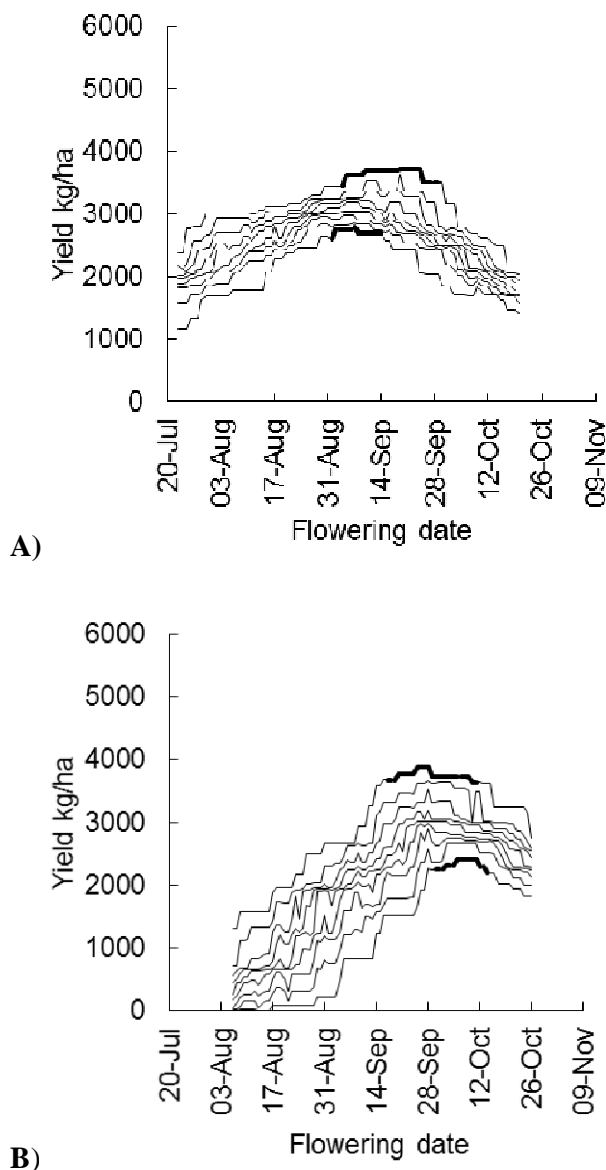 6000
5000
4000
3000
2000
1000
0
Yield kg/ha
20-Jul
03-Aug
17-Aug
31-Aug
14-Sep
28-Sep
12-Oct
26-Oct
09-Nov
Flowering date
A)
6000
5000
4000
3000
2000
1000
0
Yield kg/ha
20-Jul
03-Aug
17-Aug
31-Aug
14-Sep
28-Sep
12-Oct
26-Oct
09-Nov
Flowering date
B)